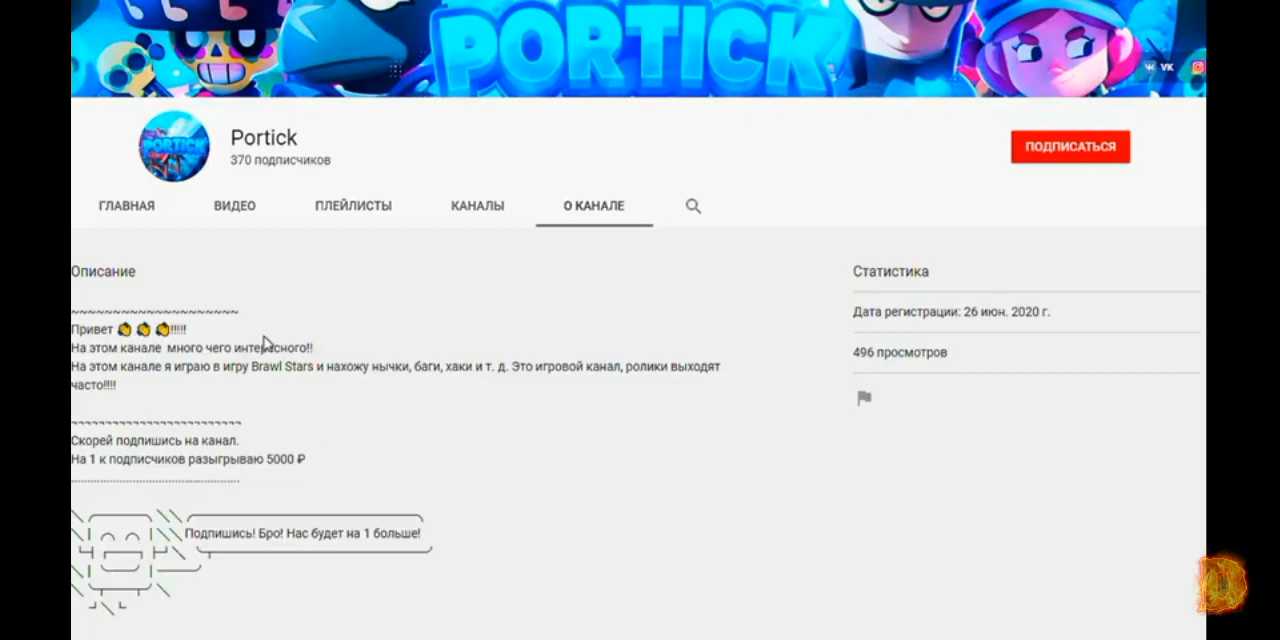 PORTICK
VK
PORTICK
Portick
370 подписчиков
ПОДПИСАТЬСЯ
ГЛАВНАЯ
ВИДЕО
ПЛЕЙЛИСТЫ
КАНАЛЫ
О КАНАЛЕ
Описание
~~~~~~~~~~~~~~~~~~~~
Привет 👏 👏 👏!!!!!
На этом канале много чего интересного!!
На этом канале я играю в игру Brawl Stars и нахожу нычки, баги, хаки и т. д. Это игровой канал, ролики выходят
часто!!!!
Скорей подпишись на канал.
На 1 к подписчиков разыгрываю 5000 ₽
Подпишись! Бро! Нас будет на 1 больше!
Статистика
Дата регистрации: 26 июн. 2020 г.
496 просмотров